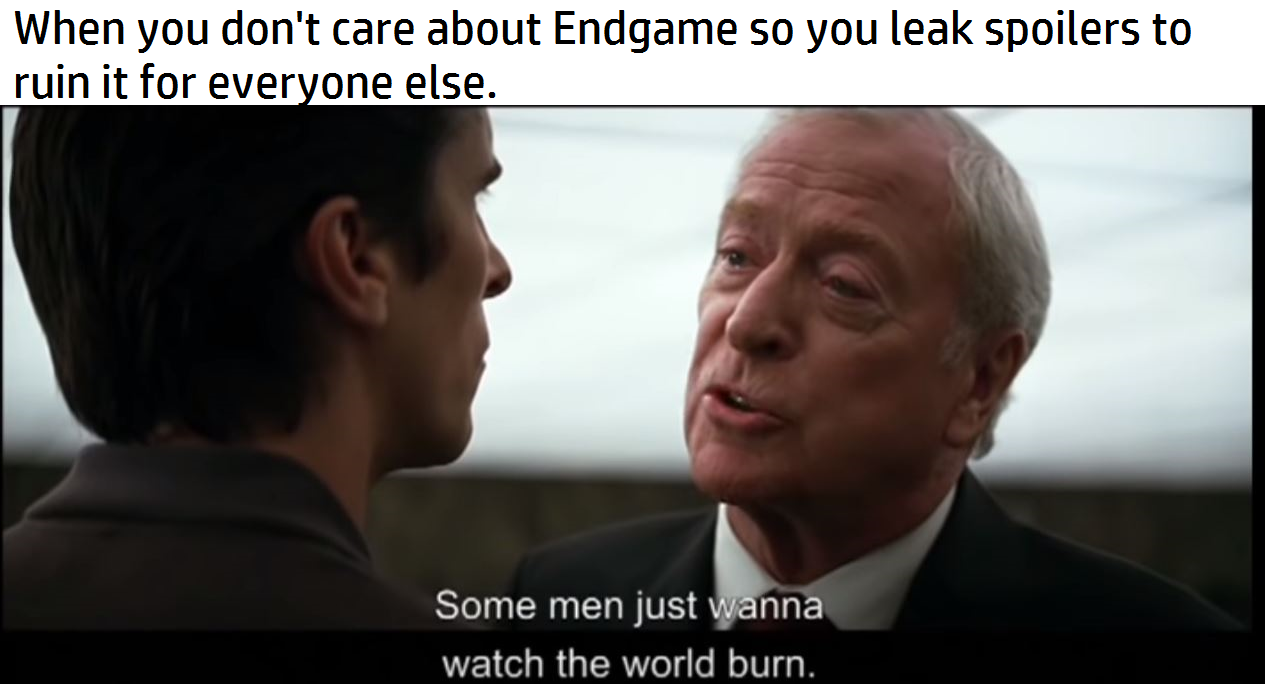 When you don't care about Endgame so you leak spoilers to
ruin it for everyone else.
Some men just wanna
watch the world burn.